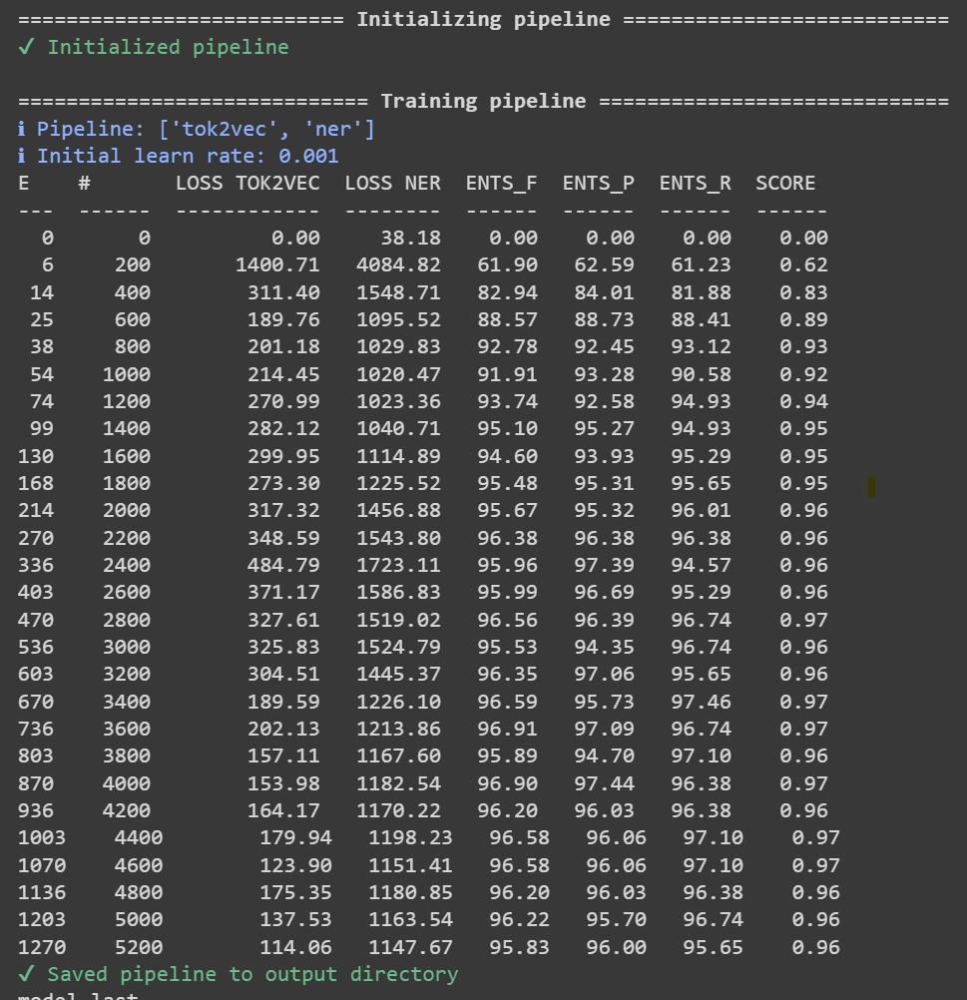 =========================== Initializing pipeline ===========================
✔ Initialized pipeline
============================= Training pipeline =============================
ℹ Pipeline: ['tok2vec', 'ner']
ℹ Initial learn rate: 0.001
E    #       LOSS TOK2VEC  LOSS NER  ENTS_F  ENTS_P  ENTS_R  SCORE
---  ------  ------------  --------  ------  ------  ------  ------
  0       0          0.00     38.18    0.00    0.00    0.00    0.00
  6     200       1400.71   4084.82   61.90   62.59   61.23    0.62
 14     400        311.40   1548.71   82.94   84.01   81.88    0.83
 25     600        189.76   1095.52   88.57   88.73   88.41    0.89
 38     800        201.18   1029.83   92.78   92.45   93.12    0.93
 54    1000        214.45   1020.47   91.91   93.28   90.58    0.92
 74    1200        270.99   1023.36   93.74   92.58   94.93    0.94
 99    1400        282.12   1040.71   95.10   95.27   94.93    0.95
130    1600        299.95   1114.89   94.60   93.93   95.29    0.95
168    1800        273.30   1225.52   95.48   95.31   95.65    0.95
214    2000        317.32   1456.88   95.67   95.32   96.01    0.96
270    2200        348.59   1543.80   96.38   96.38   96.38    0.96
336    2400        484.79   1723.11   95.96   97.39   94.57    0.96
403    2600        371.17   1586.83   95.99   96.69   95.29    0.96
470    2800        327.61   1519.02   96.56   96.39   96.74    0.97
536    3000        325.83   1524.79   95.53   94.35   96.74    0.96
603    3200        304.51   1445.37   96.35   97.06   95.65    0.96
670    3400        189.59   1226.10   96.59   95.73   97.46    0.97
736    3600        202.13   1213.86   96.91   97.09   96.74    0.97
803    3800        157.11   1167.60   95.89   94.70   97.10    0.96
870    4000        153.98   1182.54   96.90   97.44   96.38    0.97
936    4200        164.17   1170.22   96.20   96.03   96.38    0.96
1003    4400        179.94   1198.23   96.58   96.06   97.10    0.97
1070    4600        123.90   1151.41   96.58   96.06   97.10    0.97
1136    4800        175.35   1180.85   96.20   96.03   96.38    0.96
1203    5000        137.53   1163.54   96.22   95.70   96.74    0.96
1270    5200        114.06   1147.67   95.83   96.00   95.65    0.96
✔ Saved pipeline to output directory
model-last